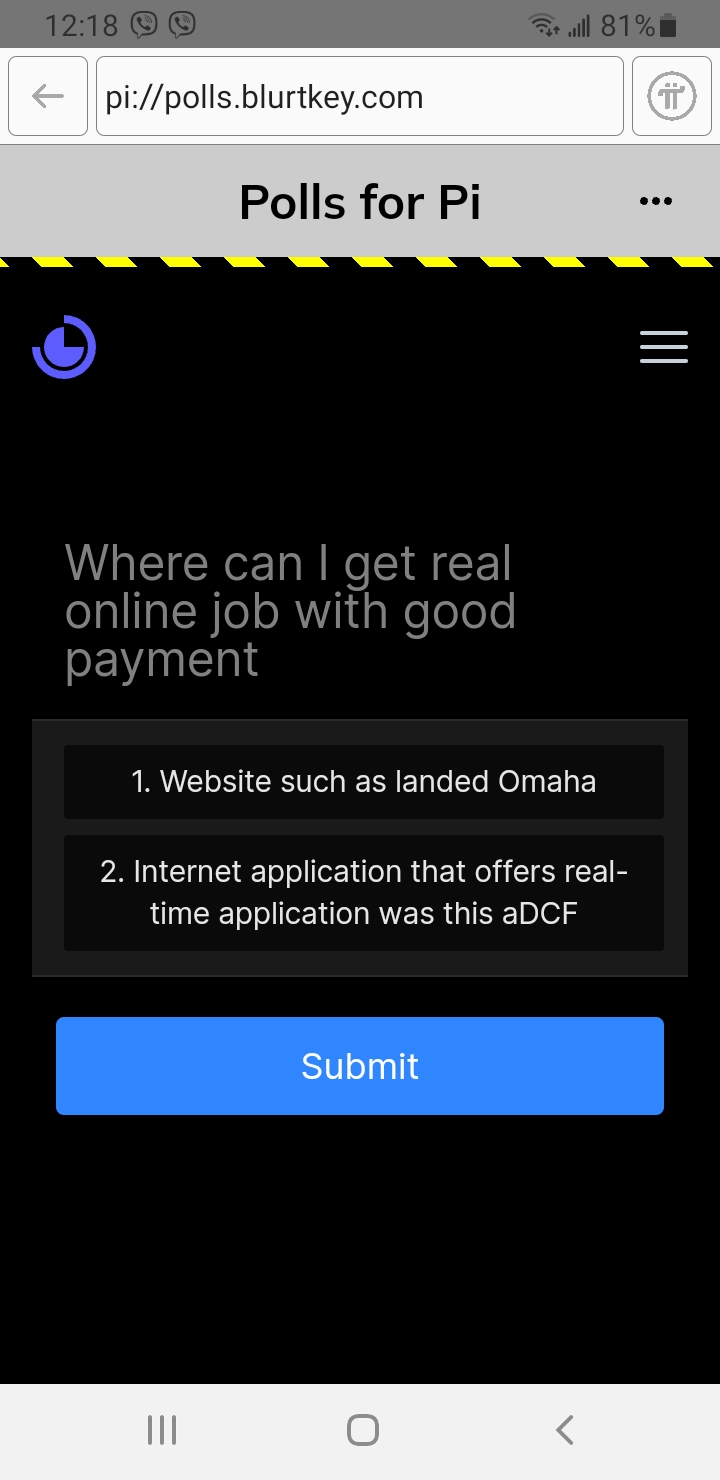 12:18 81%
pi://polls.blurtkey.com
Polls for Pi
Where can I get real
online job with good
payment
1. Website such as landed Omaha
2. Internet application that offers real-
time application was this aDCF
Submit